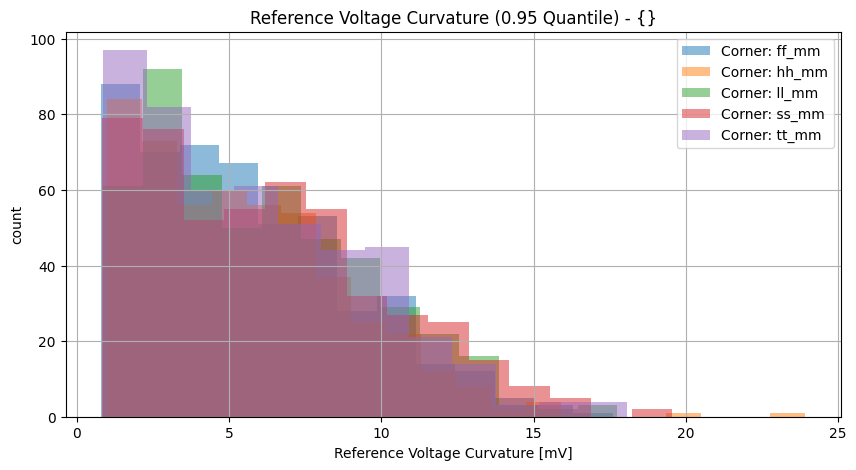 Reference Voltage Curvature (0.95 Quantile) - {}
100
80
60
40
20
0
count
Corner: ff_mm
Corner: hh_mm
Corner: ll_mm
Corner: ss_mm
Corner: tt_mm
0 5 10 15 20 25
Reference Voltage Curvature [mV]